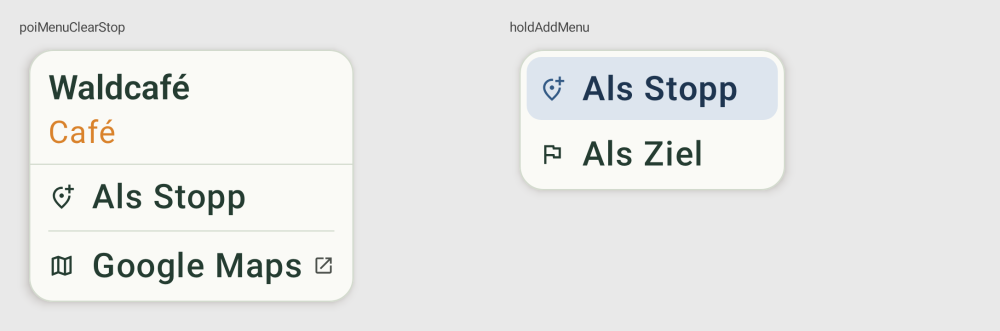 poiMenuClearStop
Waldcafé
Café
Als Stopp
Google Maps
holdAddMenu
Als Stopp
Als Ziel